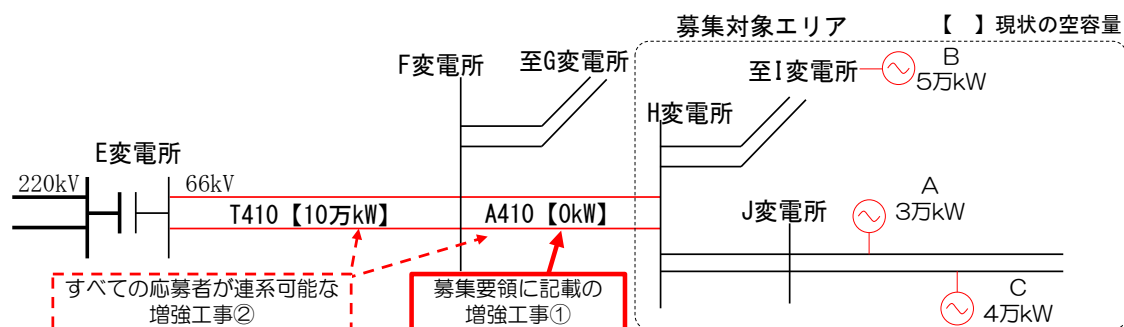 募集対象エリア
【 】現状の空容量
F変電所
至G変電所
至I変電所
B
5万kW
H変電所
E変電所
220kV
66kV
T410【10万kW】
A410【0kW】
J変電所
A
3万kW
すべての応募者が連系可能な
増強工事②
募集要領に記載の
増強工事①
C
4万kW